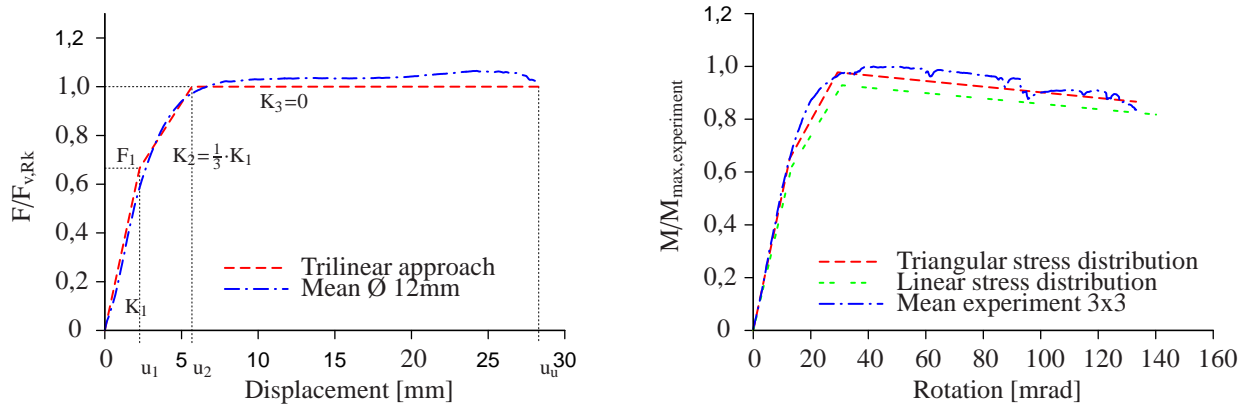 1,2
1.0
0.8
0.6
0,4
0.2
0
F/F_v,Rk
F_1
K_1
K_2=1/3·K_1
K_3=0
Trilinear approach
Mean Ø 12mm
0 5 10 15 20 25 30
u_1 u_2 u_u
Displacement [mm]
1,2
1.0
0.8
0.6
0,4
0.2
0
M/M_max,experiment
Triangular stress distribution
Linear stress distribution
Mean experiment 3x3
0 20 40 60 80 100 120 140 160
Rotation [mrad]